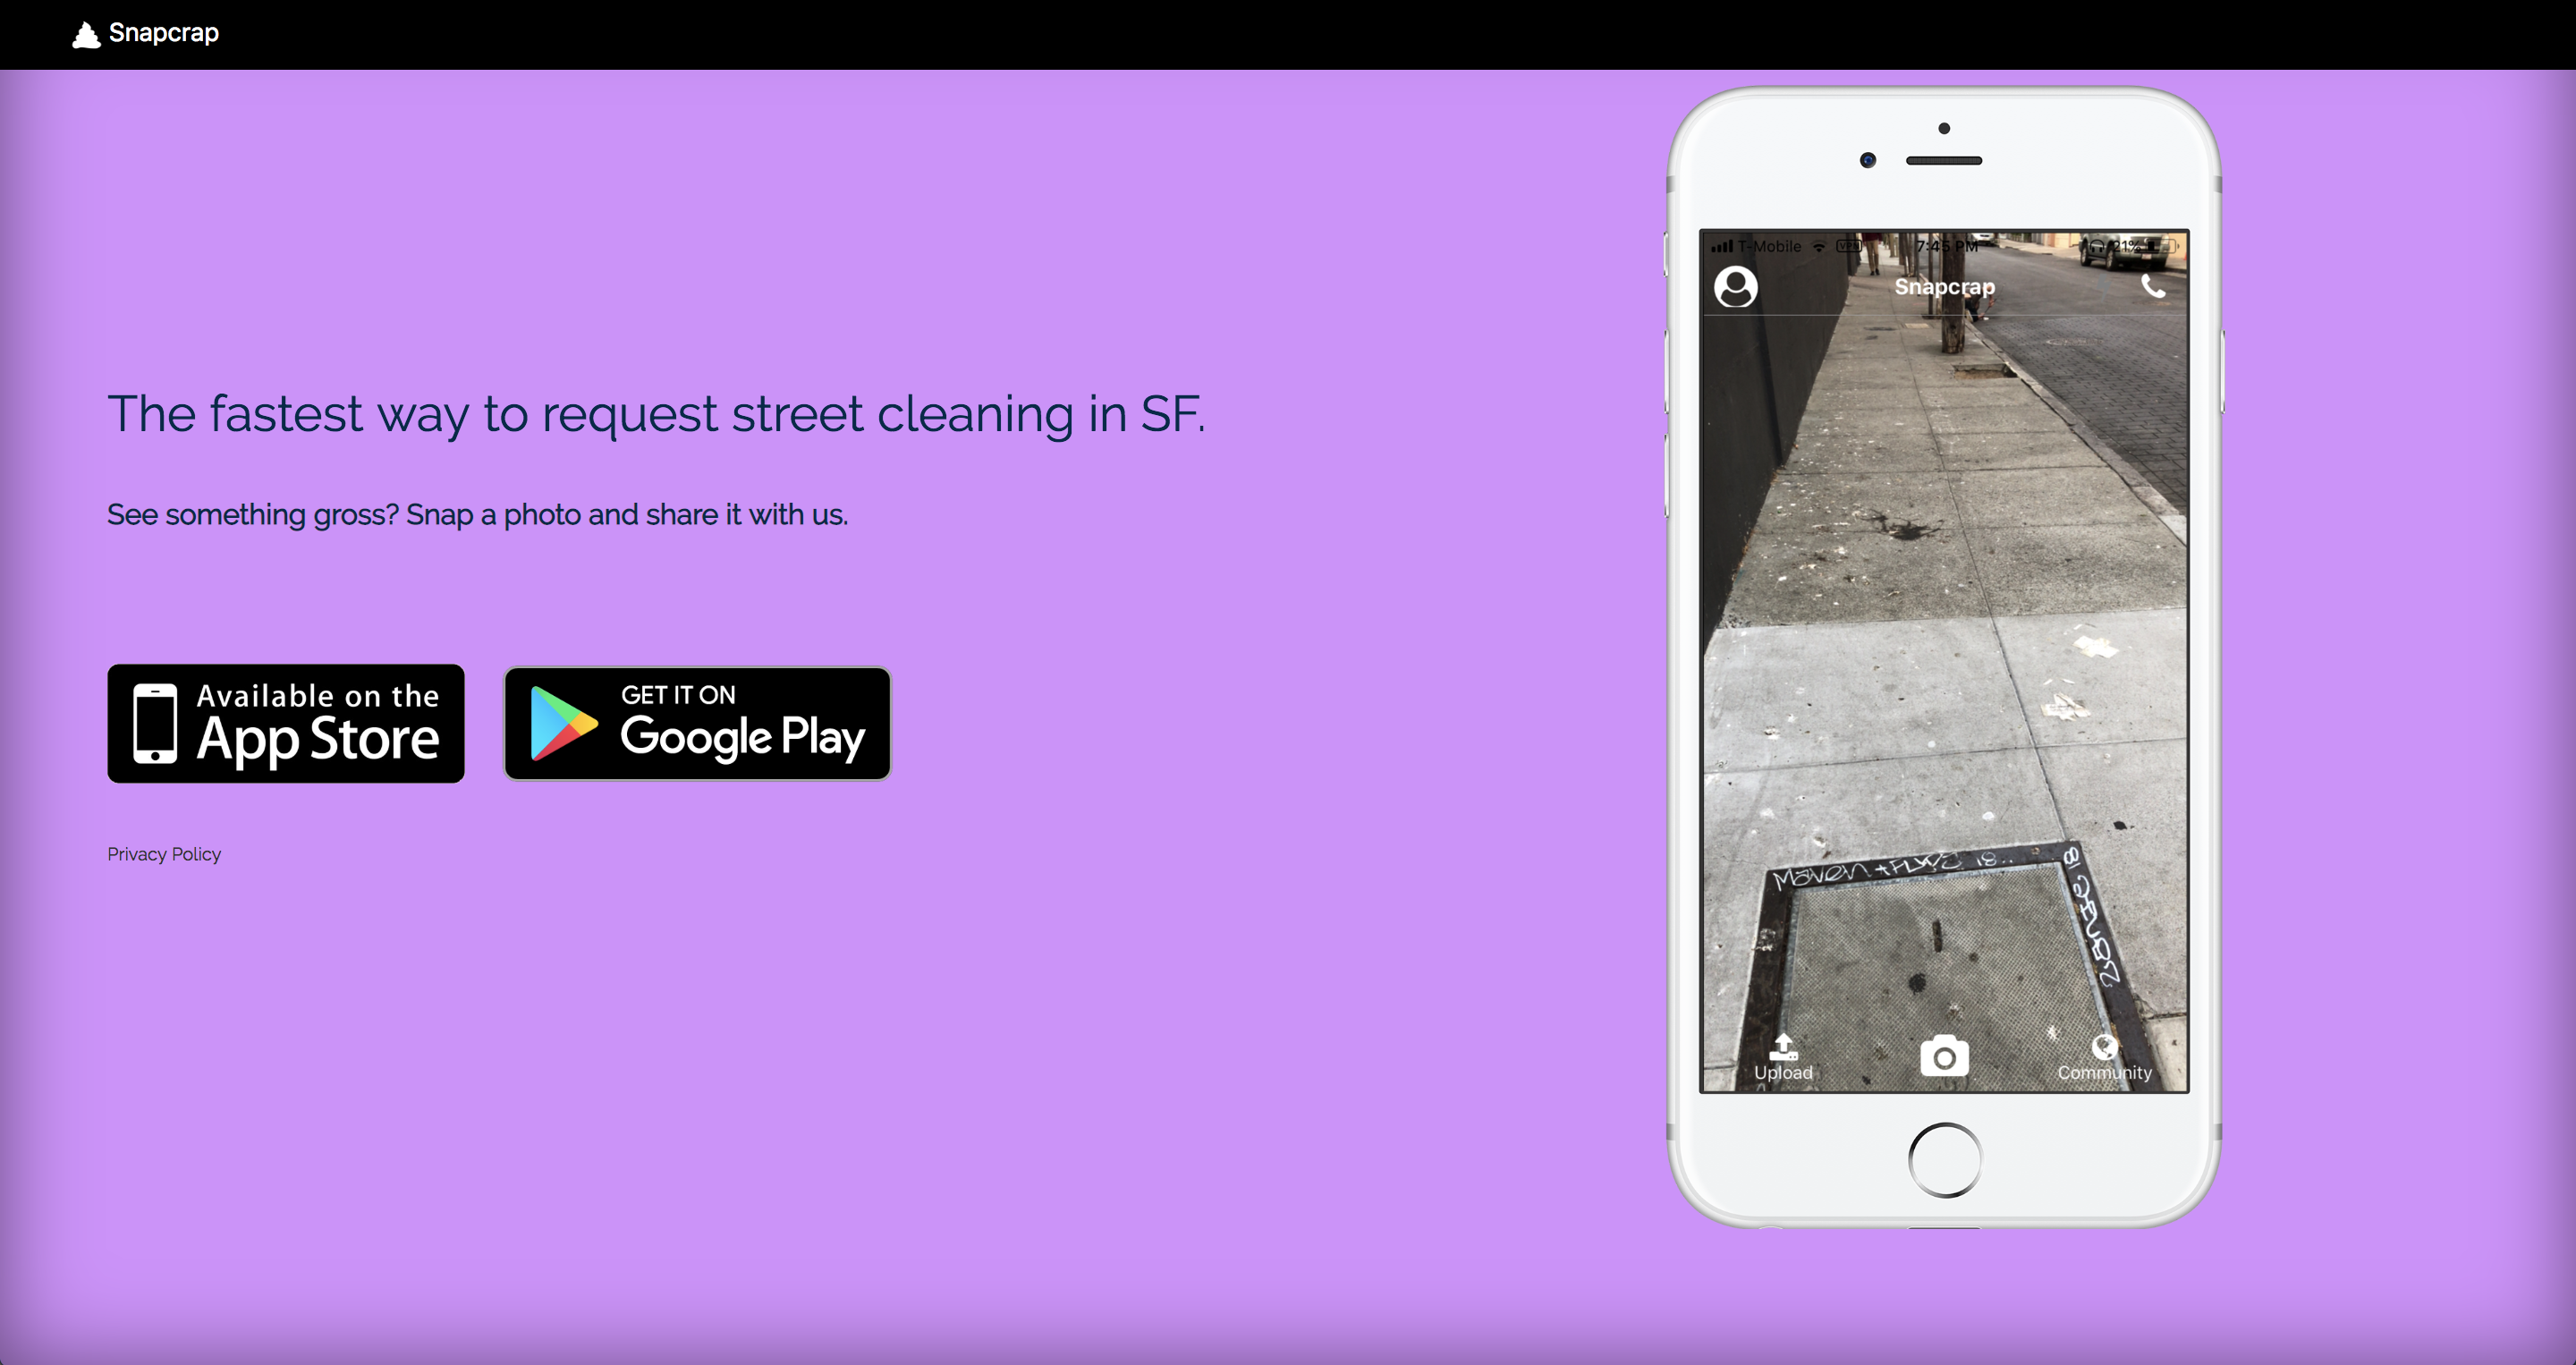 Snapcrap
The fastest way to request street cleaning in SF.
See something gross? Snap a photo and share it with us.
Available on the
App Store
GET IT ON
Google Play
Privacy Policy
T-Mobile VPN 7:45 PM 21%
Snapcrap
Maven +
Upload
Community